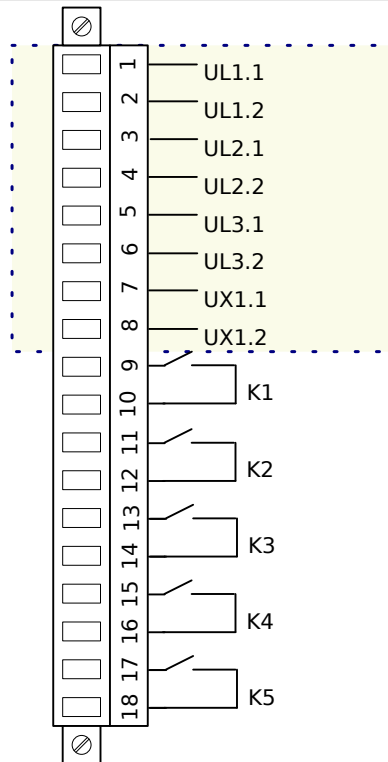 1 UL1.1
2 UL1.2
3 UL2.1
4 UL2.2
5 UL3.1
6 UL3.2
7 UX1.1
8 UX1.2
9
10 K1
11
12 K2
13
14 K3
15
16 K4
17
18 K5